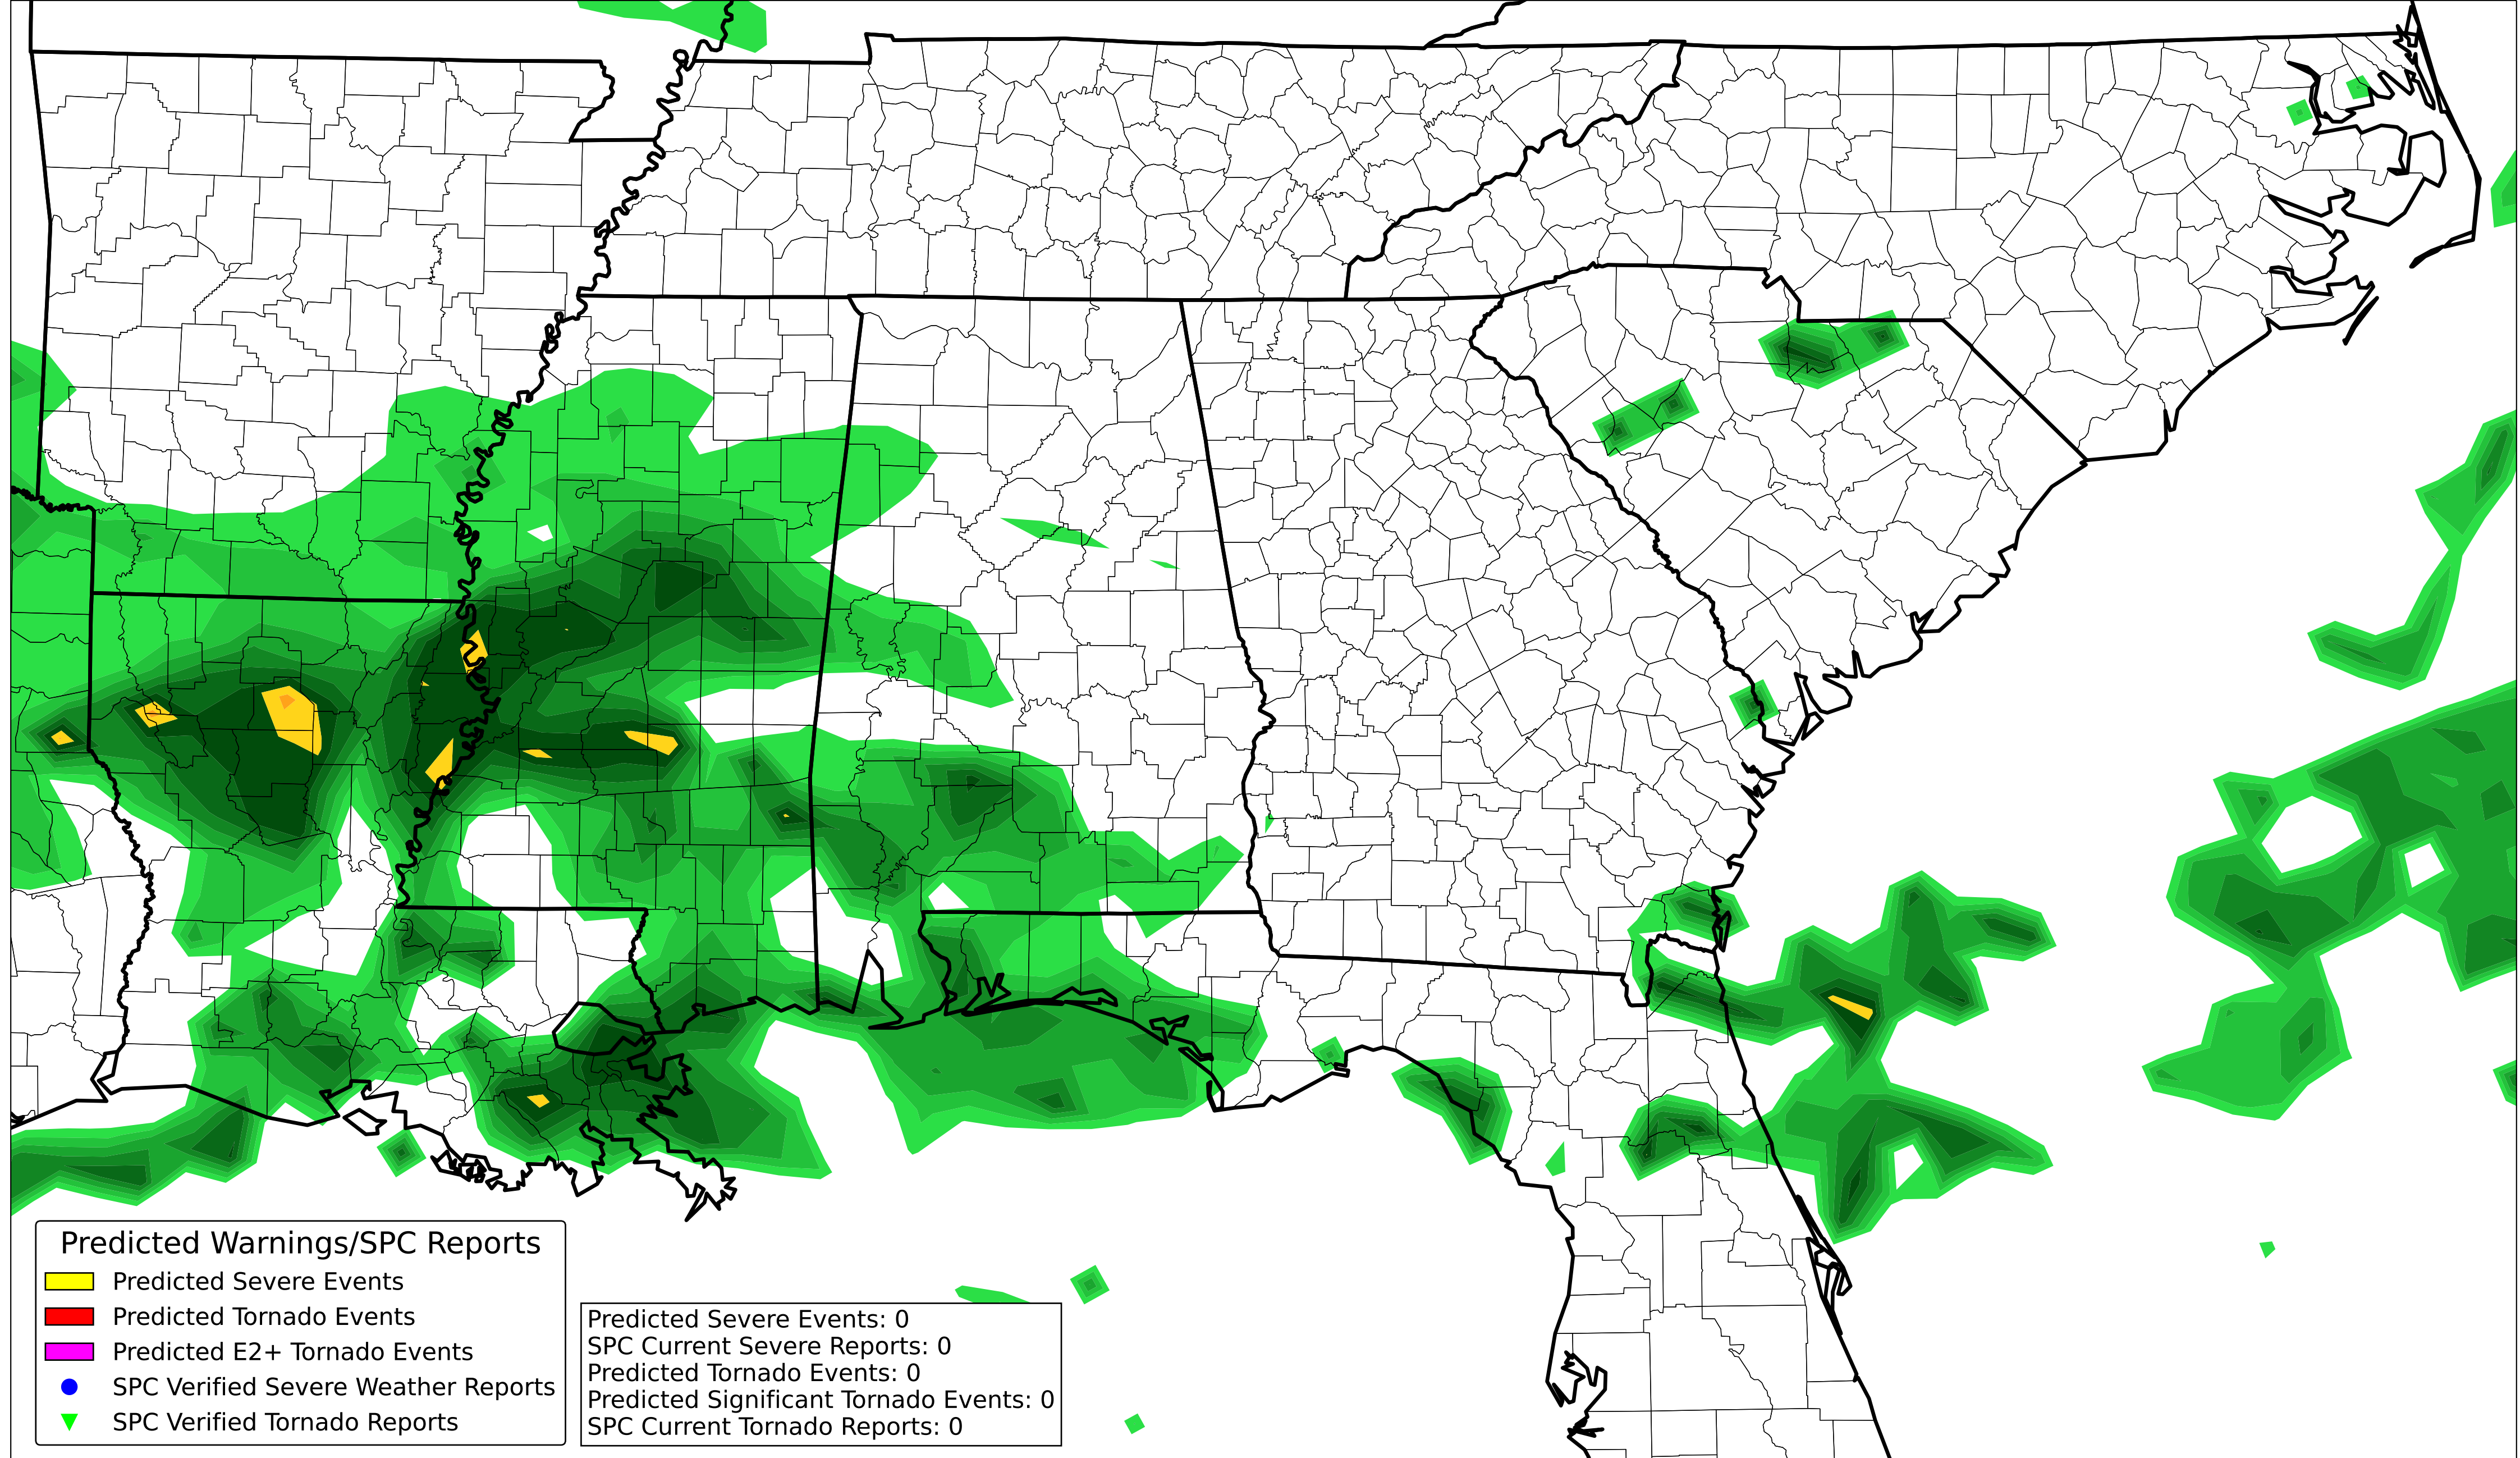 Predicted Warnings/SPC Reports
Predicted Severe Events
Predicted Tornado Events
Predicted E2+ Tornado Events
SPC Verified Severe Weather Reports
SPC Verified Tornado Reports
Predicted Severe Events: 0
SPC Current Severe Reports: 0
Predicted Tornado Events: 0
Predicted Significant Tornado Events: 0
SPC Current Tornado Reports: 0